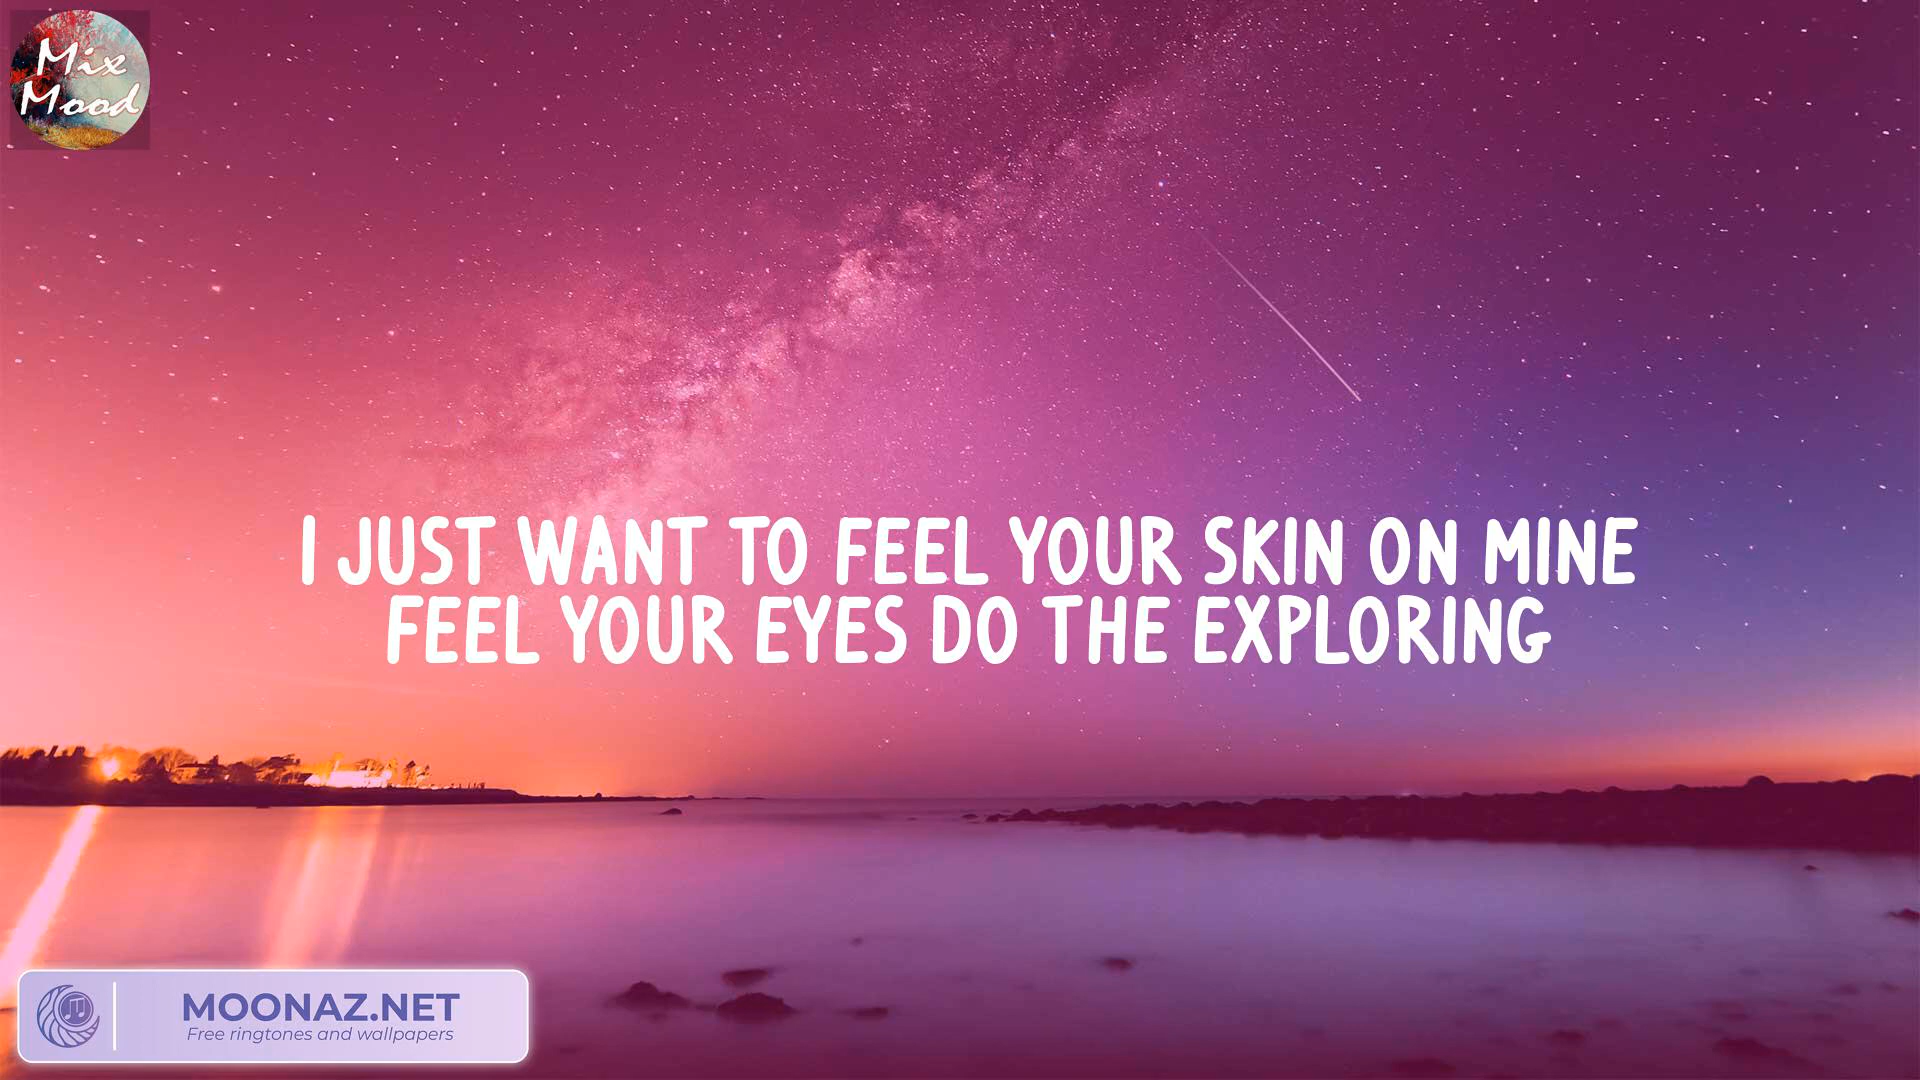 Mix
Mood
I JUST WANT TO FEEL YOUR SKIN ON MINE
FEEL YOUR EYES DO THE EXPLORING
MOONAZ.NET
Free ringtones and wallpapers